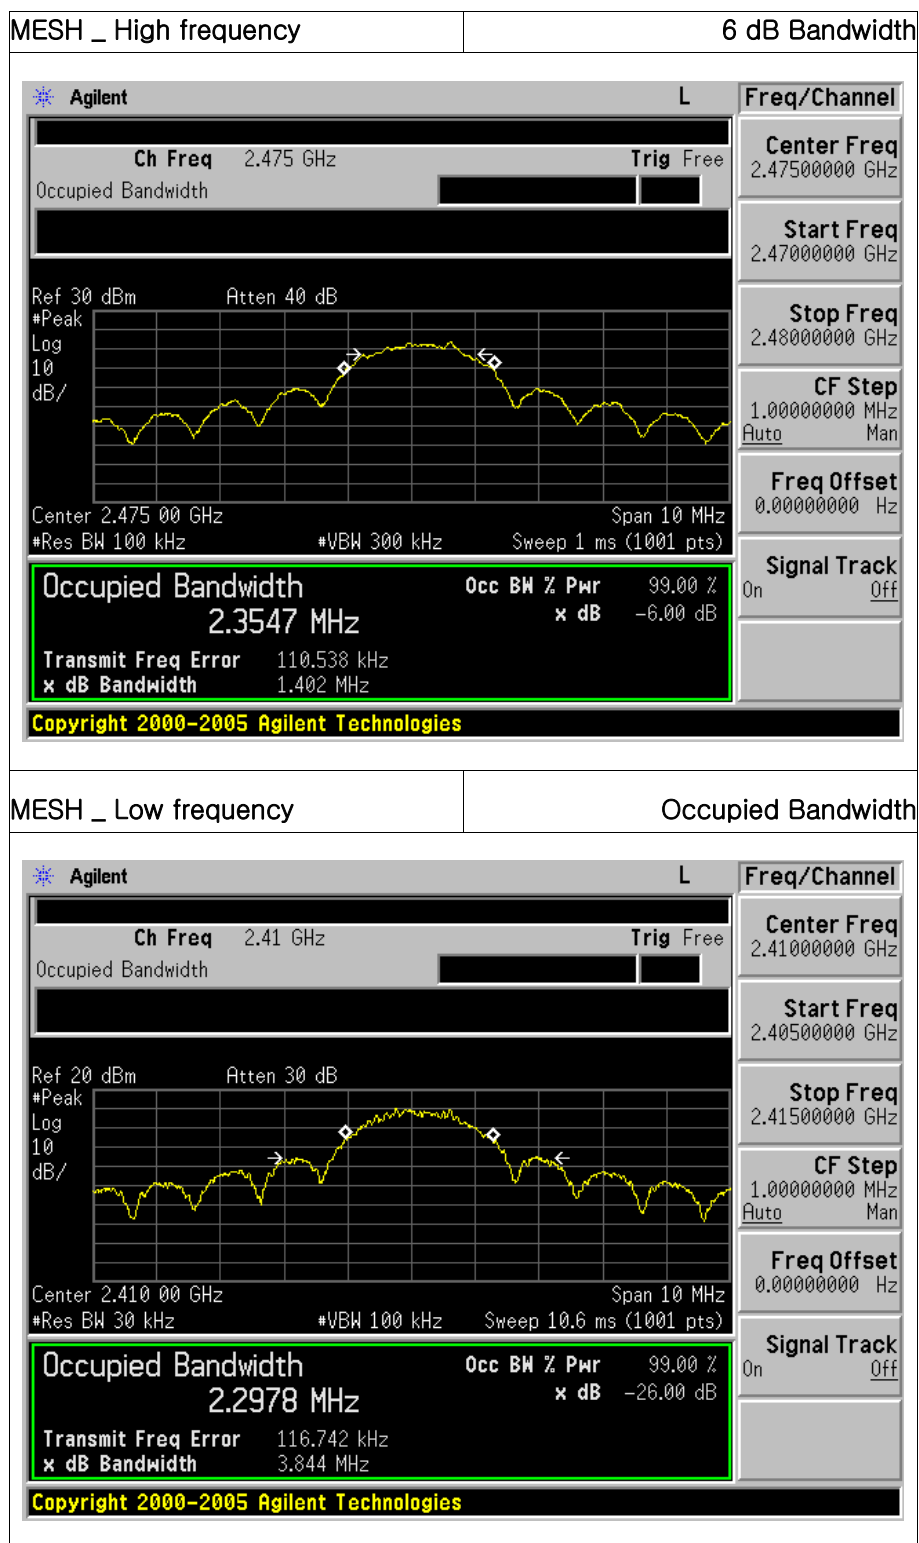 MESH _ High frequency 6 dB Bandwidth
Agilent L Freq/Channel
Ch Freq 2.475 GHz Trig Free
Occupied Bandwidth
Center Freq
2.47500000 GHz
Start Freq
2.47000000 GHz
Stop Freq
2.48000000 GHz
CF Step
1.00000000 MHz
Auto Man
Freq Offset
0.00000000 Hz
Signal Track
On Off
Ref 30 dBm Atten 40 dB
#Peak
Log
10
dB/
Center 2.475 00 GHz Span 10 MHz
#Res BW 100 kHz #VBW 300 kHz Sweep 1 ms (1001 pts)
Occupied Bandwidth Occ BW % Pwr 99.00 %
2.3547 MHz x dB -6.00 dB
Transmit Freq Error 110.538 kHz
x dB Bandwidth 1.402 MHz
Copyright 2000-2005 Agilent Technologies
MESH _ Low frequency Occupied Bandwidth
Agilent L Freq/Channel
Ch Freq 2.41 GHz Trig Free
Occupied Bandwidth
Center Freq
2.41000000 GHz
Start Freq
2.40500000 GHz
Stop Freq
2.41500000 GHz
CF Step
1.00000000 MHz
Auto Man
Freq Offset
0.00000000 Hz
Signal Track
On Off
Ref 20 dBm Atten 30 dB
#Peak
Log
10
dB/
Center 2.410 00 GHz Span 10 MHz
#Res BW 30 kHz #VBW 100 kHz Sweep 10.6 ms (1001 pts)
Occupied Bandwidth Occ BW % Pwr 99.00 %
2.2978 MHz x dB -26.00 dB
Transmit Freq Error 116.742 kHz
x dB Bandwidth 3.844 MHz
Copyright 2000-2005 Agilent Technologies